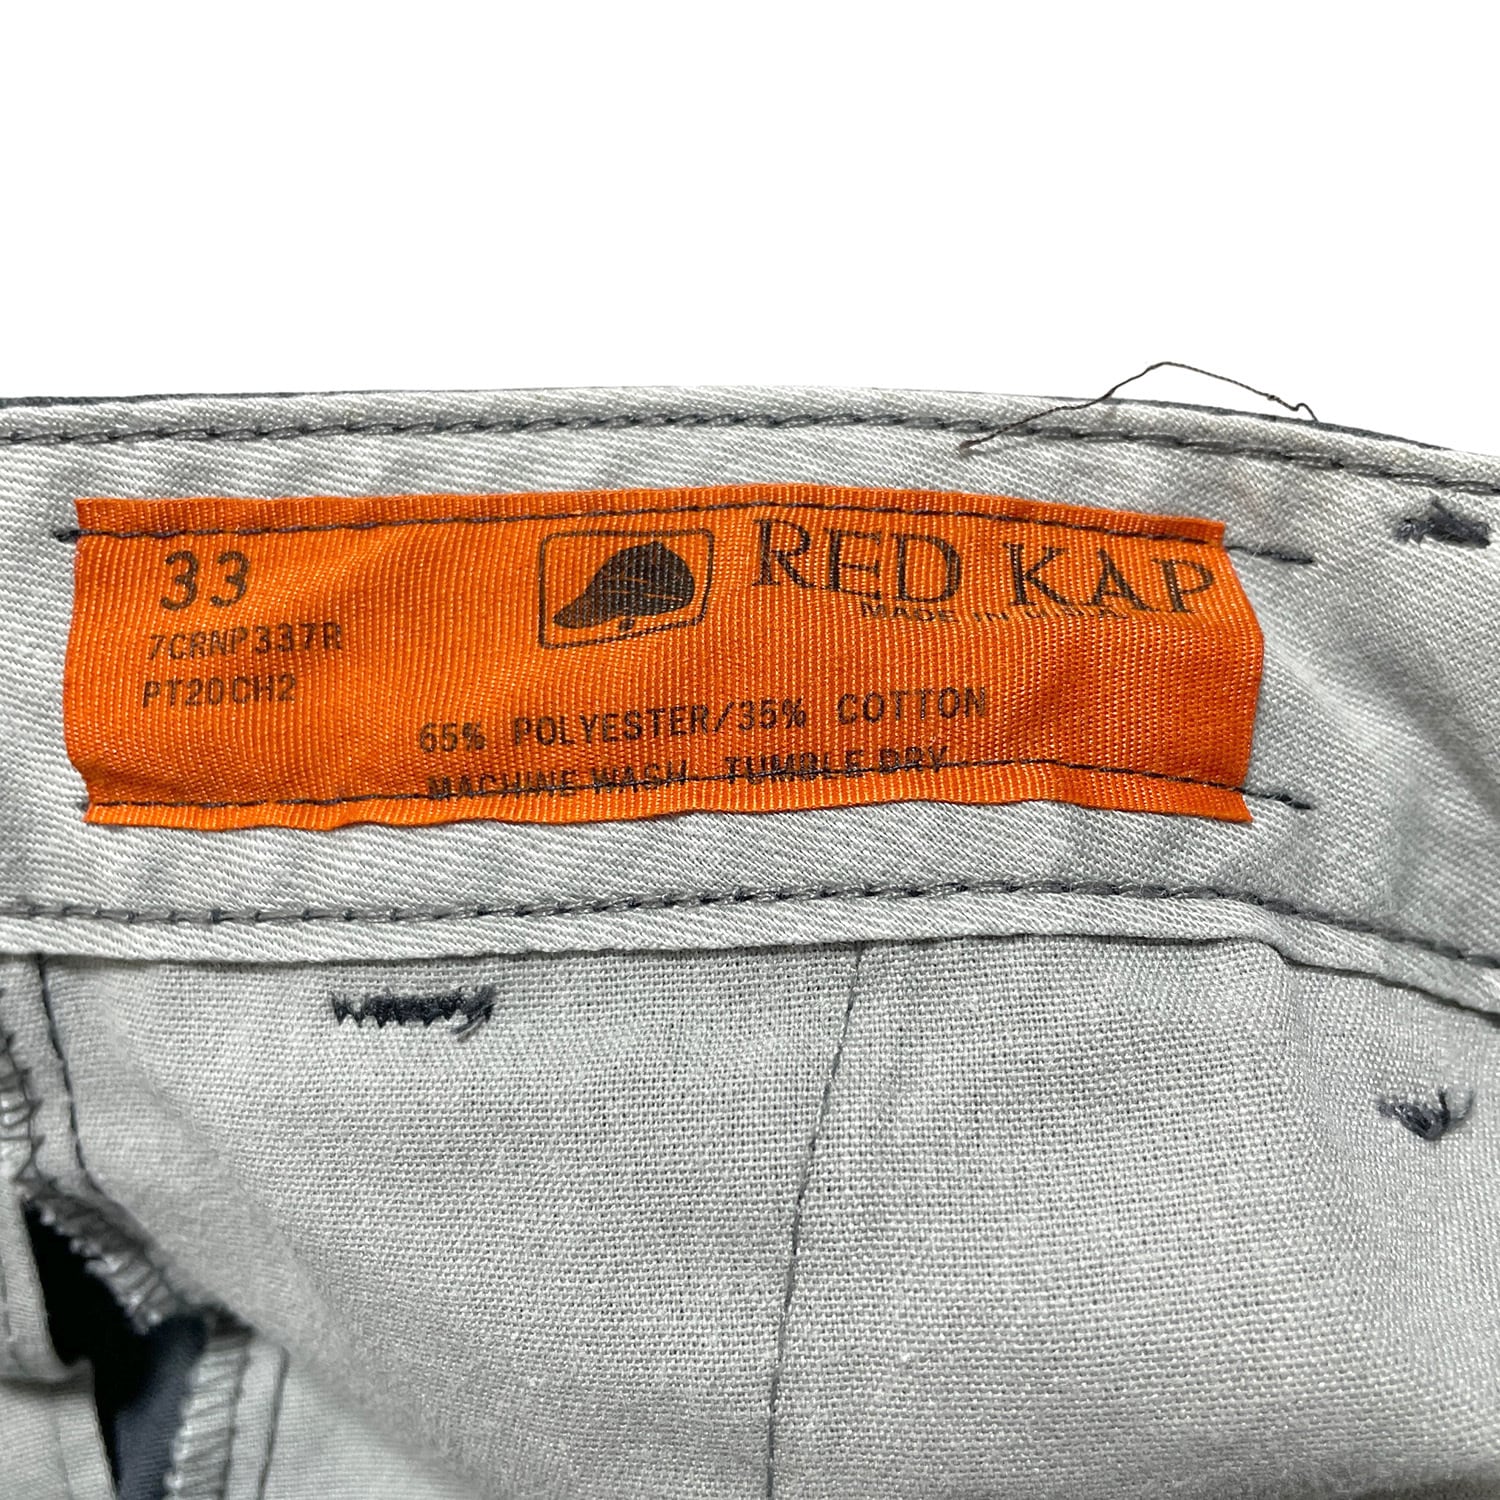 33
7CRNP337R
PT20CH2
RED KAP
MADE IN U.S.A.
65% POLYESTER/35% COTTON
MACHINE WASH TUMBLE DRY